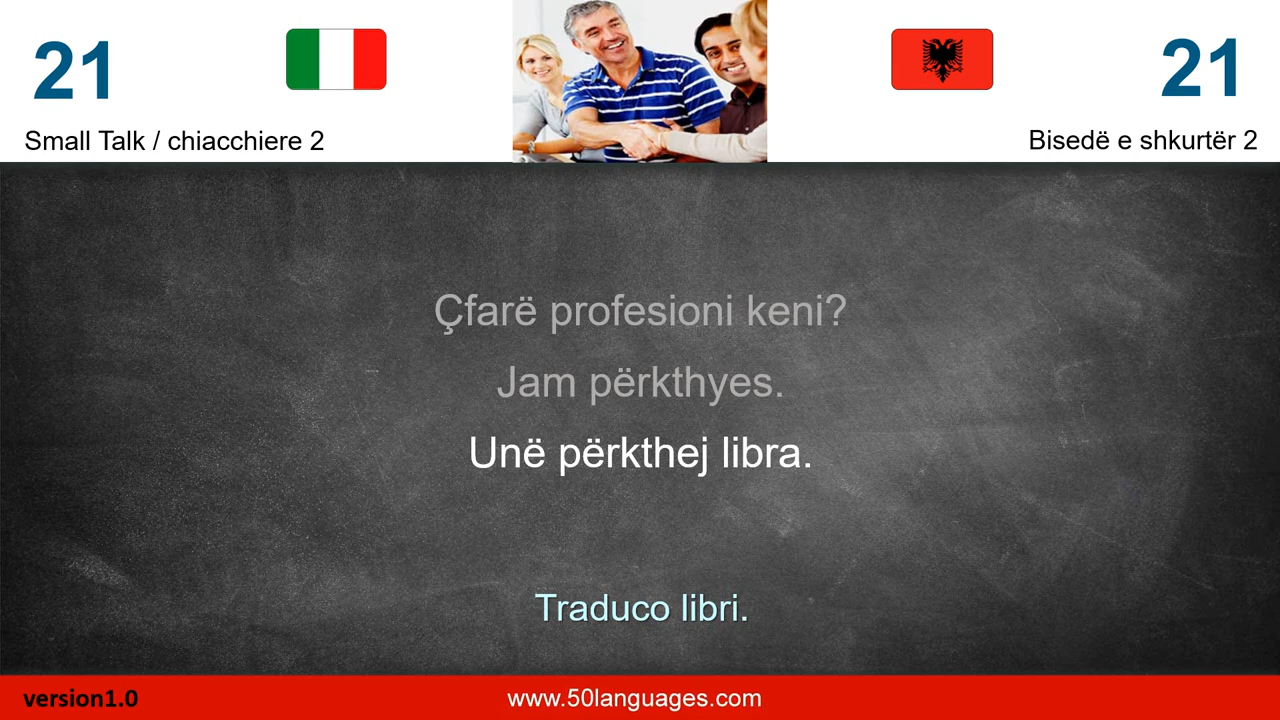 21
21
Small Talk / chiacchiere 2
Bisedë e shkurtër 2
Çfarë profesioni keni?
Jam përkthyes.
Unë përkthej libra.
Traduco libri.
version1.0
www.50languages.com